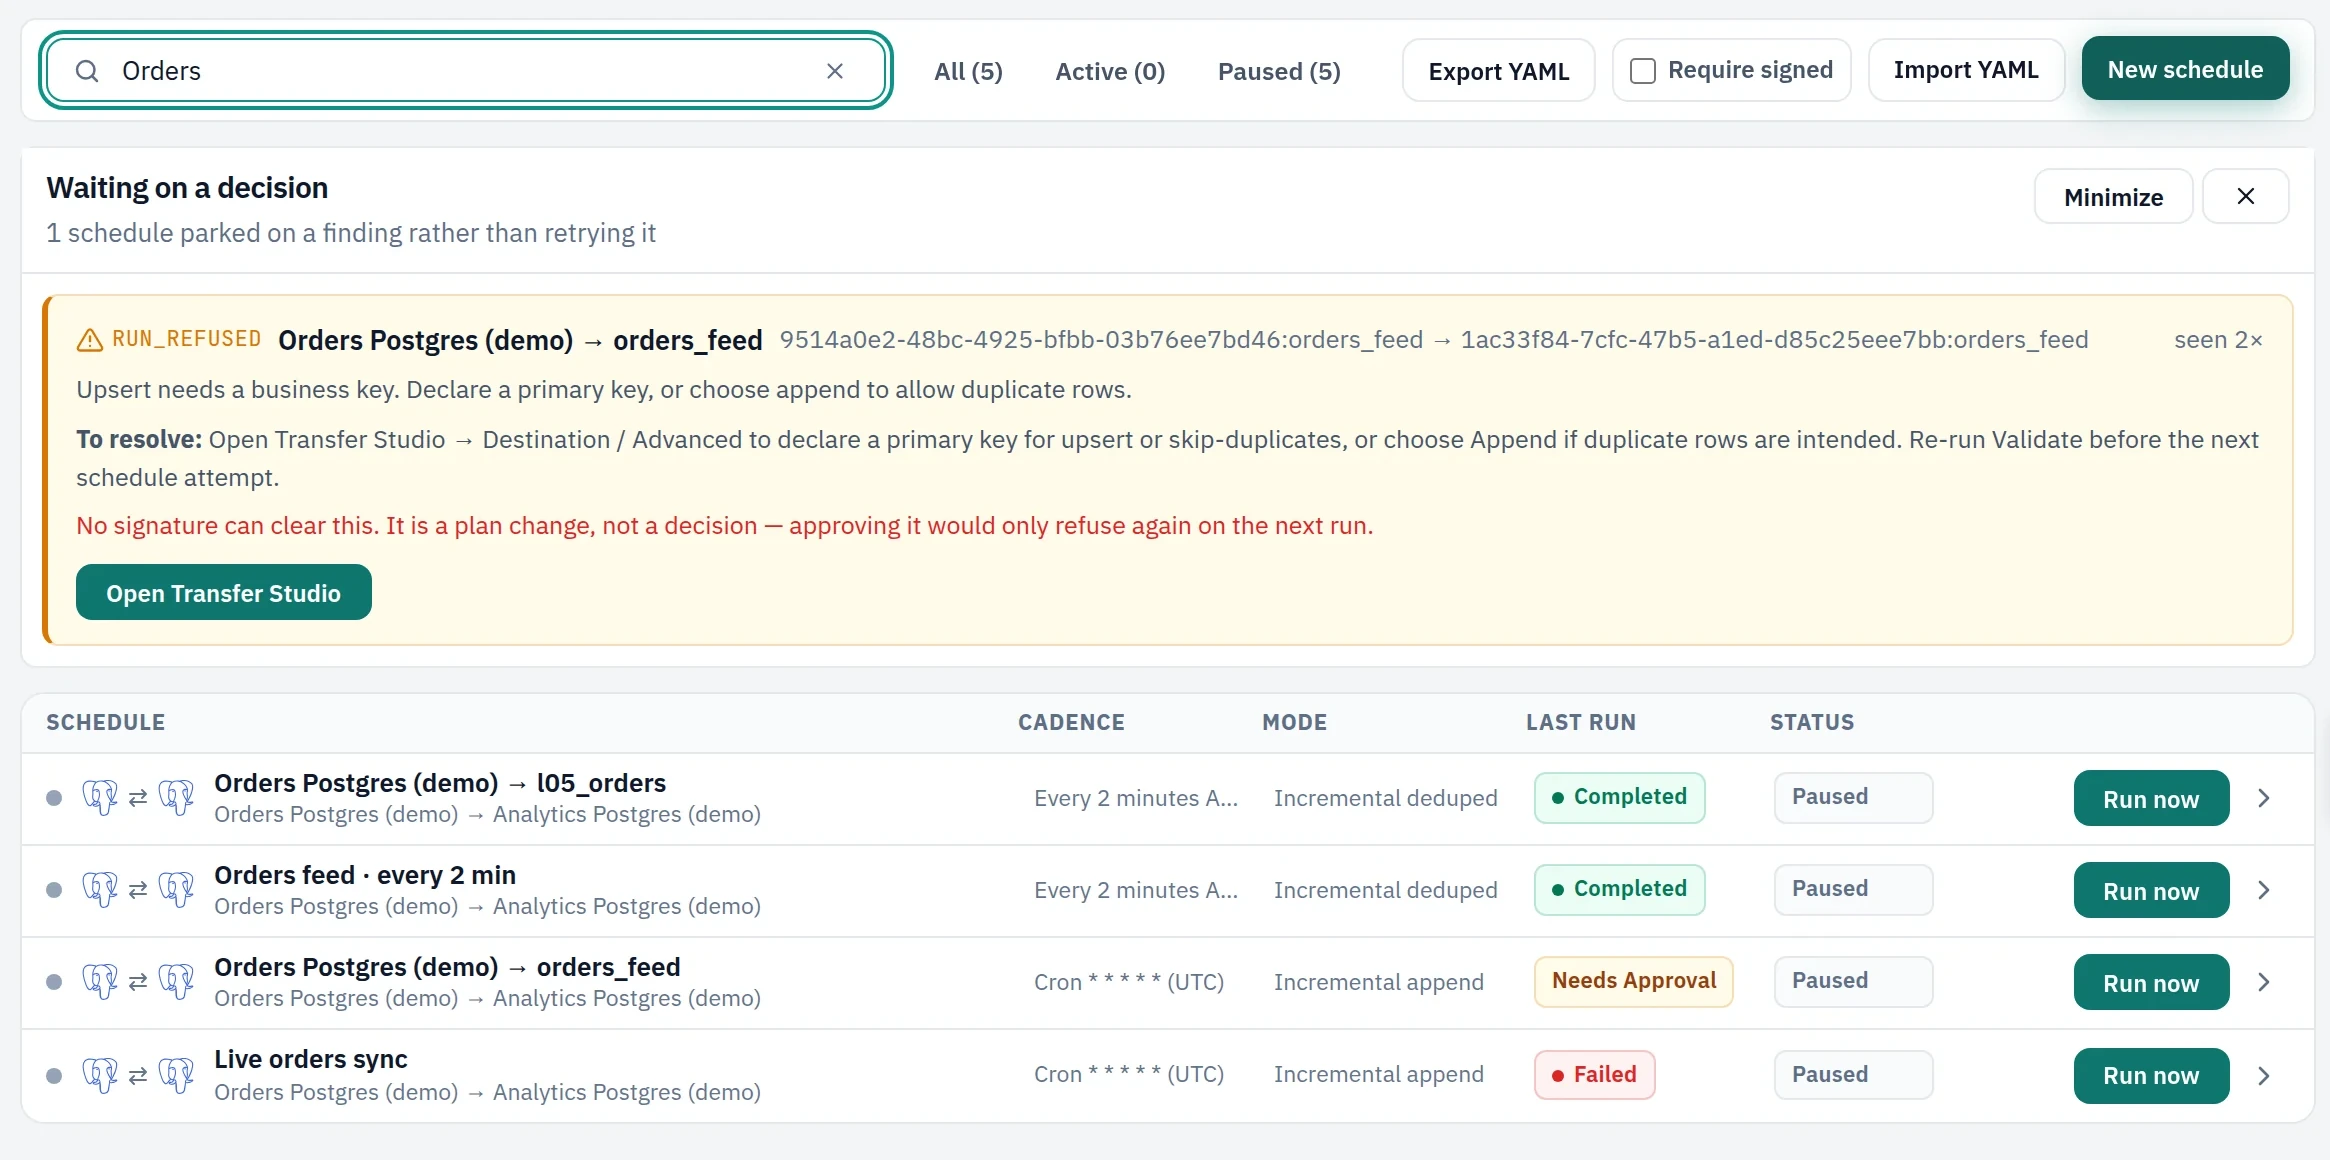 Orders
All (5)
Active (0)
Paused (5)
Export YAML
Require signed
Import YAML
New schedule
Waiting on a decision
1 schedule parked on a finding rather than retrying it
Minimize
RUN_REFUSED Orders Postgres (demo) → orders_feed 9514a0e2-48bc-4925-bfbb-03b76ee7bd46:orders_feed → 1ac33f84-7cfc-47b5-a1ed-d85c25eee7bb:orders_feed seen 2×
Upsert needs a business key. Declare a primary key, or choose append to allow duplicate rows.
To resolve: Open Transfer Studio → Destination / Advanced to declare a primary key for upsert or skip-duplicates, or choose Append if duplicate rows are intended. Re-run Validate before the next
schedule attempt.
No signature can clear this. It is a plan change, not a decision — approving it would only refuse again on the next run.
Open Transfer Studio
SCHEDULE CADENCE MODE LAST RUN STATUS
Orders Postgres (demo) → l05_orders
Orders Postgres (demo) → Analytics Postgres (demo)
Every 2 minutes A... Incremental deduped Completed Paused Run now
Orders feed · every 2 min
Orders Postgres (demo) → Analytics Postgres (demo)
Every 2 minutes A... Incremental deduped Completed Paused Run now
Orders Postgres (demo) → orders_feed
Orders Postgres (demo) → Analytics Postgres (demo)
Cron * * * * * (UTC) Incremental append Needs Approval Paused Run now
Live orders sync
Orders Postgres (demo) → Analytics Postgres (demo)
Cron * * * * * (UTC) Incremental append Failed Paused Run now